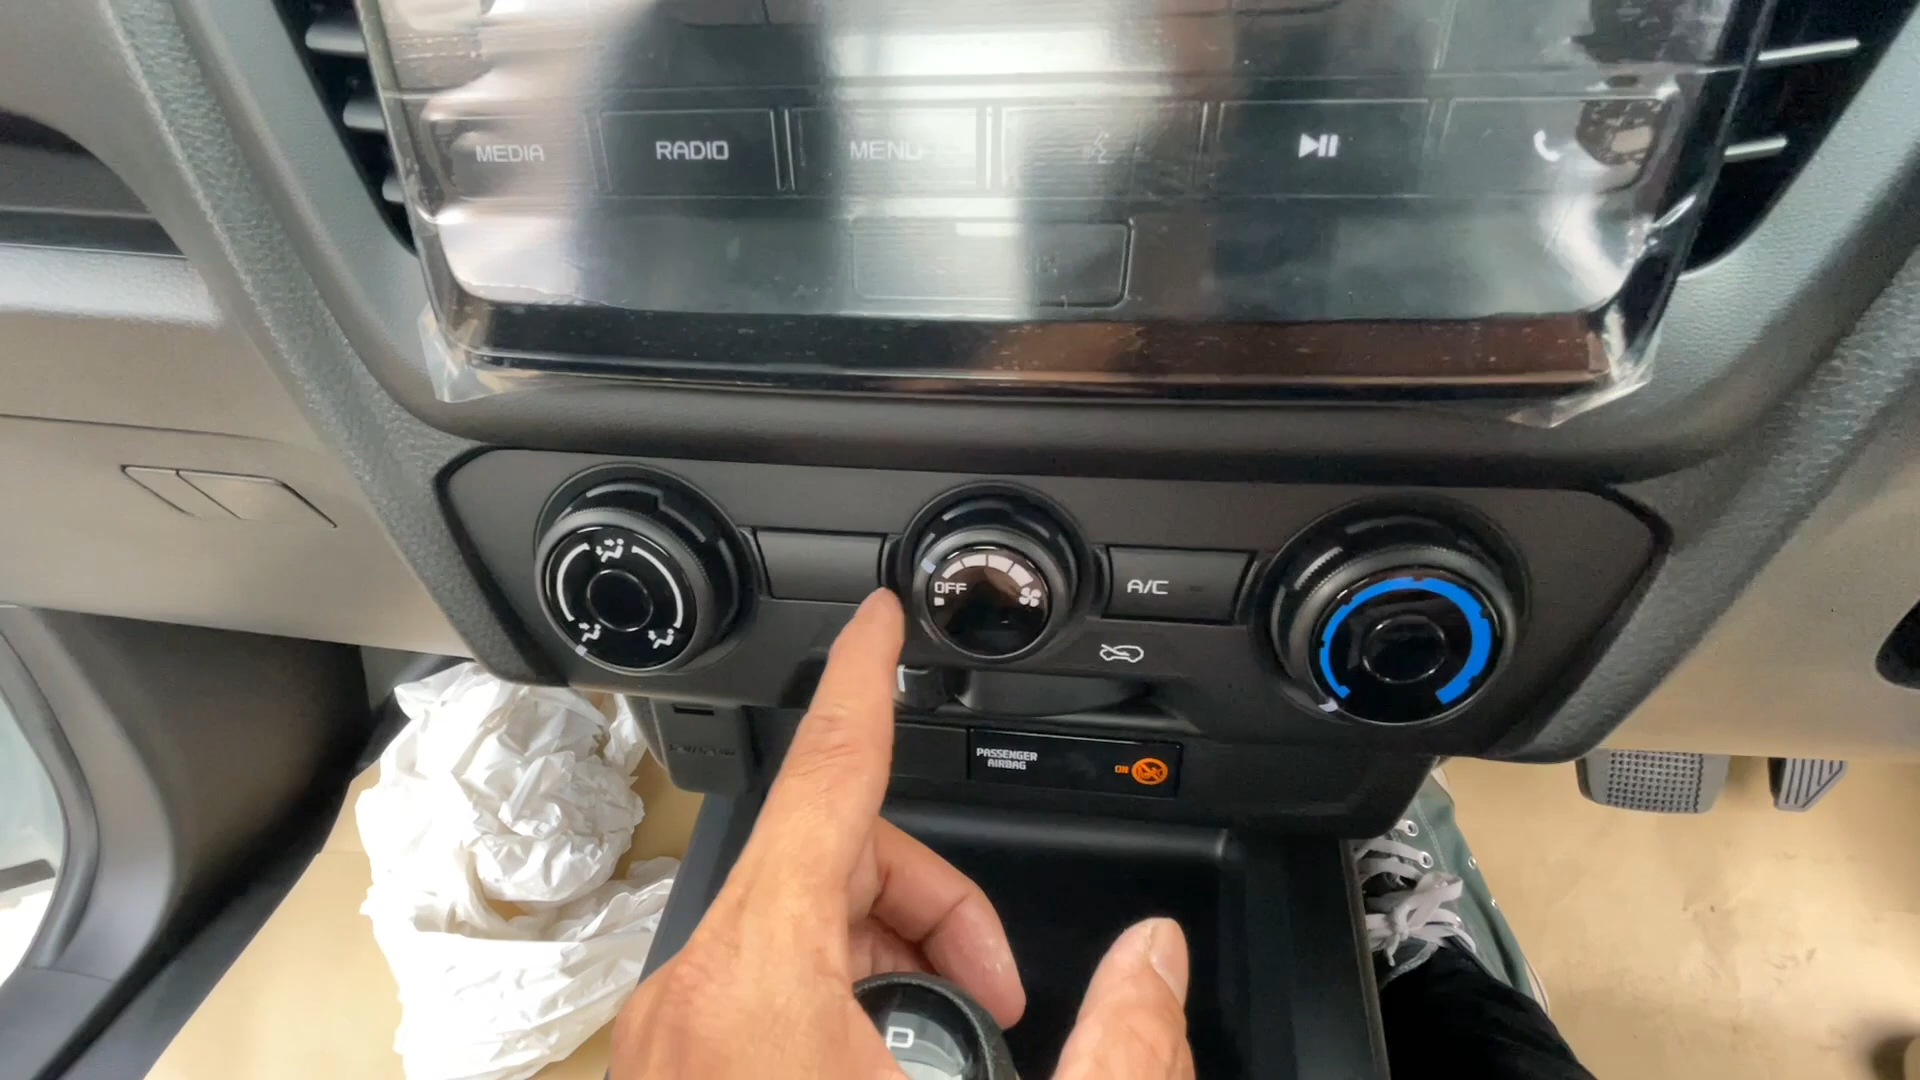 MEDIA
RADIO
MENU
OFF
A/C
PASSENGER
AIRBAG
ON
P